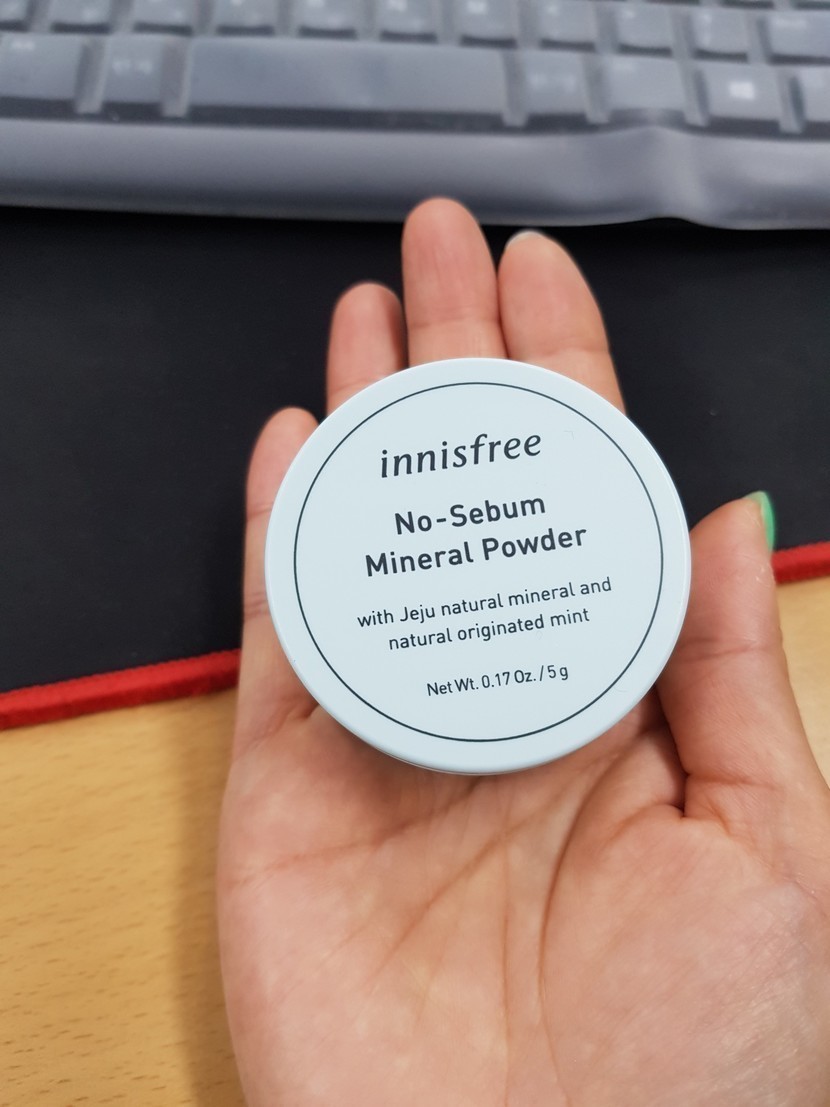 innisfree
No-Sebum
Mineral Powder
with Jeju natural mineral and
natural originated mint
Net Wt. 0.17 Oz. / 5 g